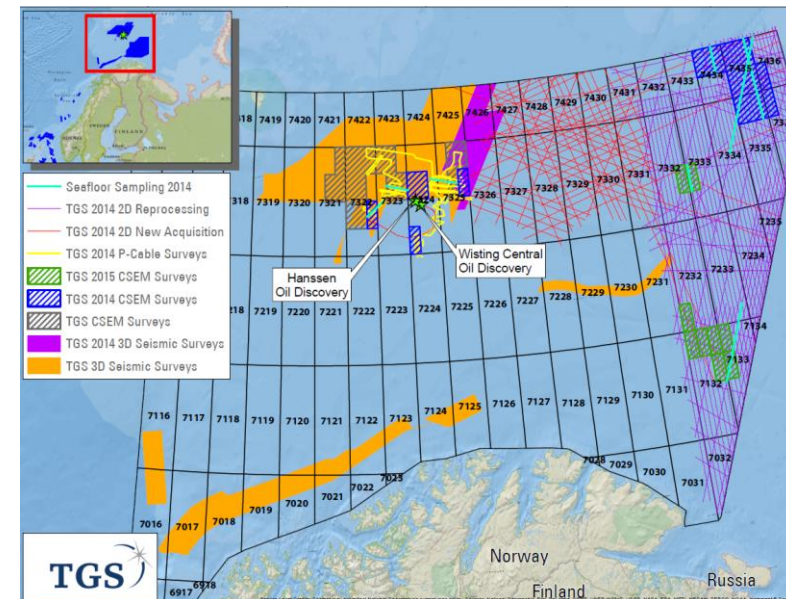 NORWAY
SWEDEN
FINLAND
Seafloor Sampling 2014
TGS 2014 2D Reprocessing
TGS 2014 2D New Acquisition
TGS 2014 P-Cable Surveys
TGS 2015 CSEM Surveys
TGS 2014 CSEM Surveys
TGS CSEM Surveys
TGS 2014 3D Seismic Surveys
TGS 3D Seismic Surveys
318 7419 7420 7421 7422 7423 7424 7425 7426 7427 7428 7429 7430 7431 7432 7433 7434 7435 7436
7319 7320 7321 7322 7323 7324 7325 7326 7327 7328 7329 7330 7331 7332 7333 7334 7335
Hanssen
Oil Discovery
Wisting Central
Oil Discovery
218 7219 7220 7221 7222 7223 7224 7225 7226 7227 7228 7229 7230 7231 7232 7233 7234 7235
7116 7117 7118 7119 7120 7121 7122 7123 7124 7125 7126 7127 7128 7129 7130 7131 7132 7133 7134
7016 7017 7018 7019 7020 7021 7022 7023 7028 7029 7030 7031 7032
6917 6918
TGS
Norway
Finland
Russia